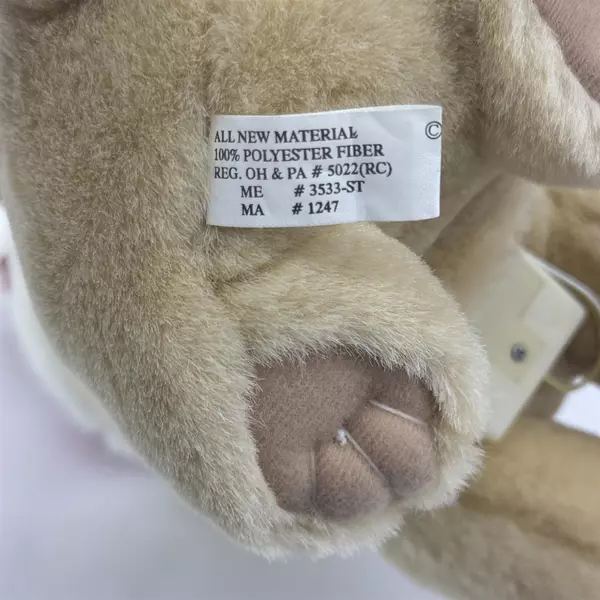 ALL NEW MATERIAL ©
100% POLYESTER FIBER
REG. OH & PA # 5022(RC)
ME # 3533-ST
MA # 1247